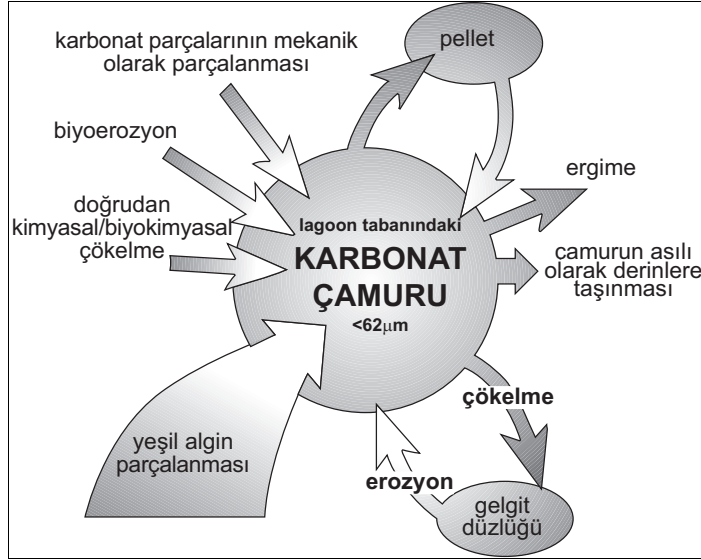 karbonat parçalarının mekanik
olarak parçalanması
pellet
biyoerozyon
ergime
doğrudan
kimyasal/biyokimyasal
çökelme
lagoon tabanındaki
KARBONAT
ÇAMURU
<62μm
camurun asılı
olarak derinlere
taşınması
çökelme
yeşil algin
parçalanması
erozyon
gelgit
düzlüğü